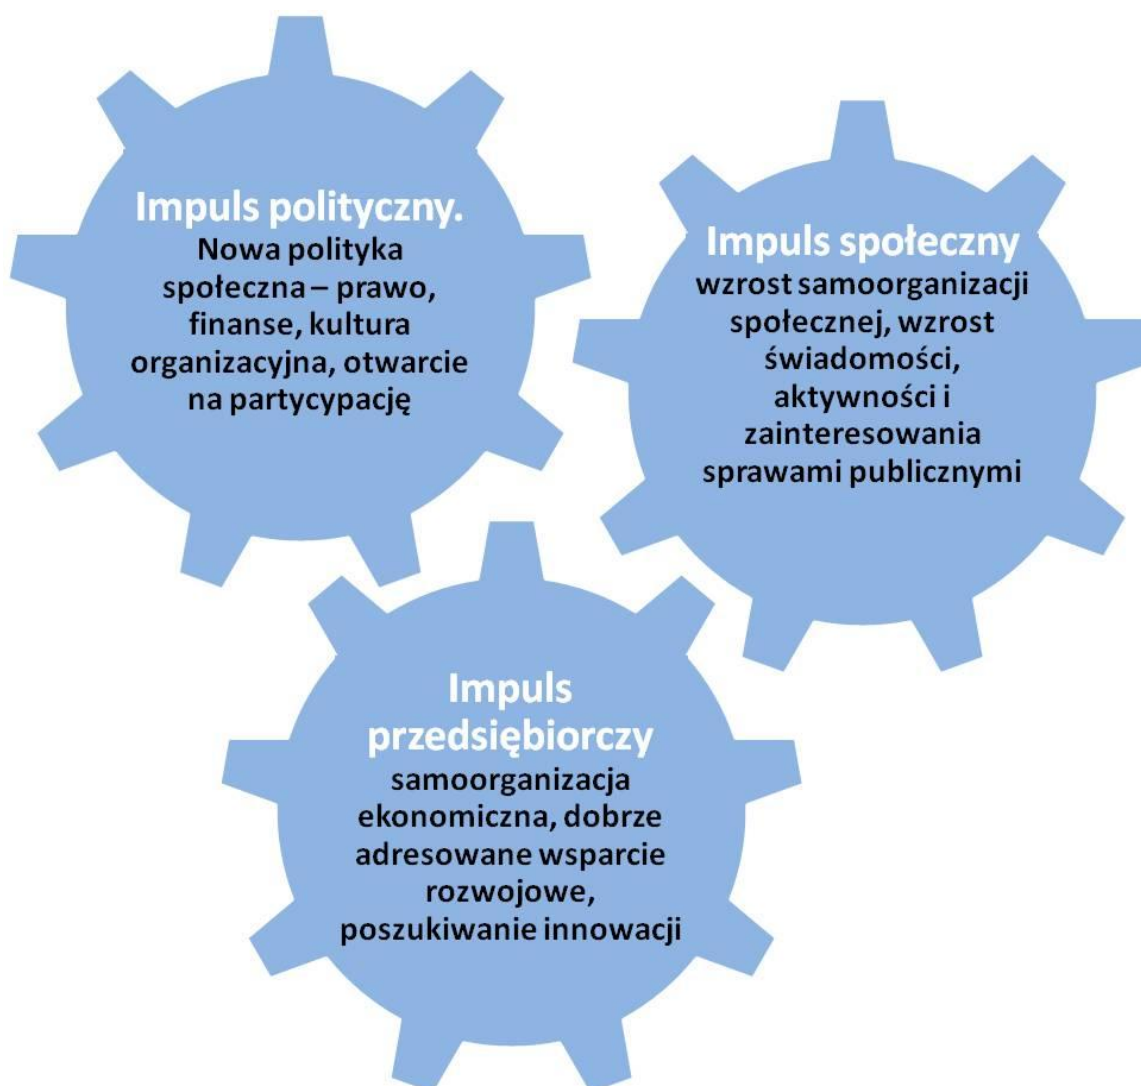 Impuls polityczny.
Nowa polityka
społeczna – prawo,
finanse, kultura
organizacyjna, otwarcie
na partycypację
Impuls społeczny
wzrost samoorganizacji
społecznej, wzrost
świadomości,
aktywności i
zainteresowania
sprawami publicznymi
Impuls
przedsiębiorczy
samoorganizacja
ekonomiczna, dobrze
adresowane wsparcie
rozwojowe,
poszukiwanie innowacji